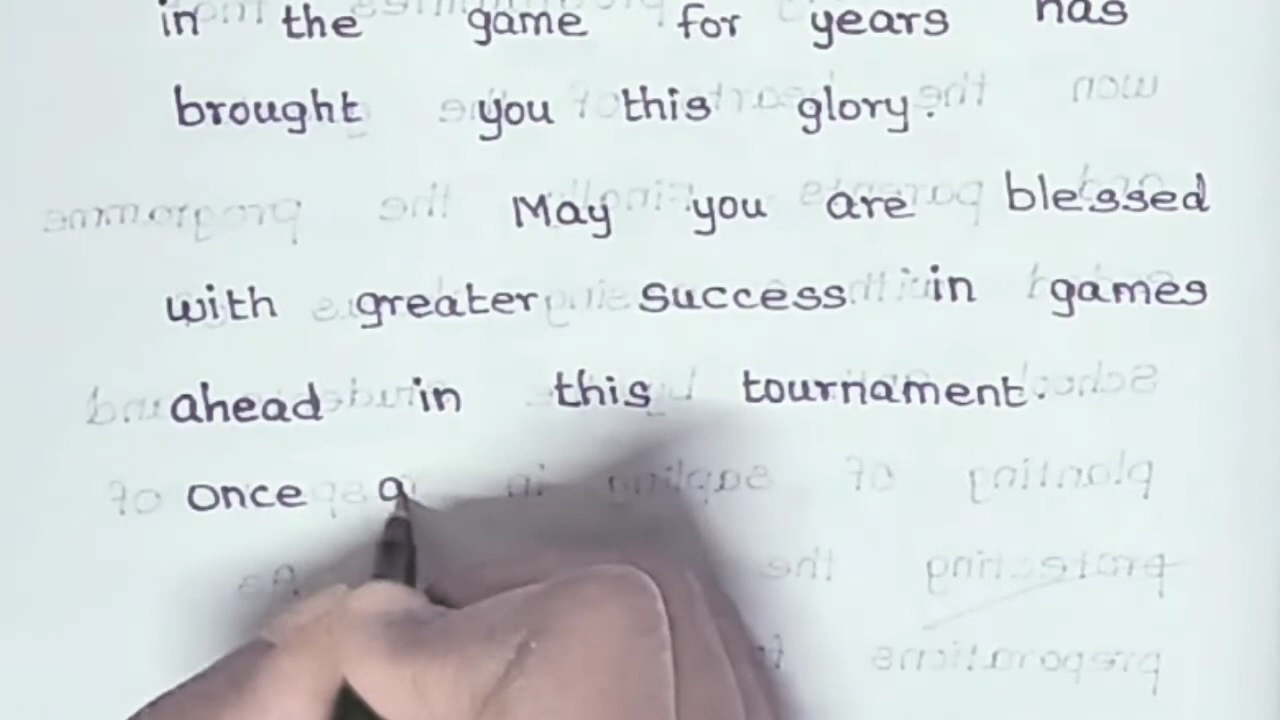 in the game for years has
brought you this glory.
May you are blessed
with greater success in games
ahead in this tournament.
once a